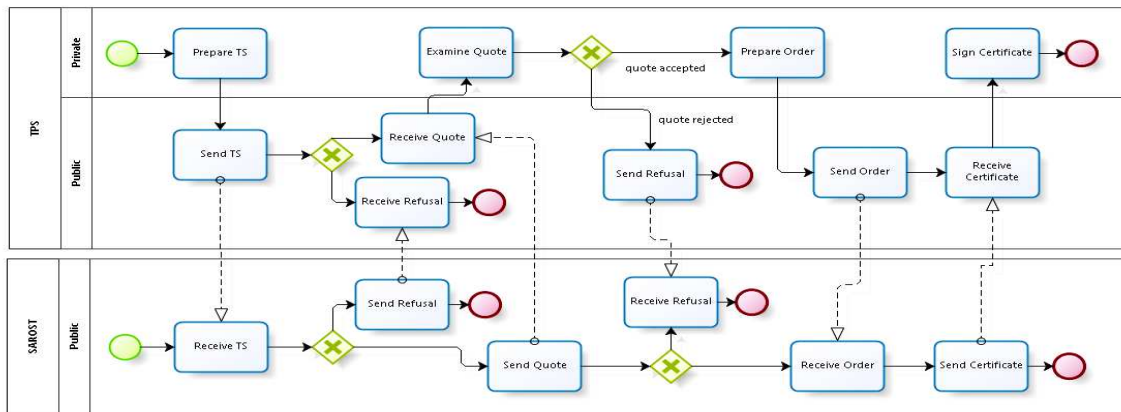 TPS
Private
Prepare TS
Examine Quote
quote accepted
Prepare Order
Sign Certificate
Public
Send TS
Receive Quote
Receive Refusal
quote rejected
Send Refusal
Send Order
Receive
Certificate
SAROST
Public
Receive TS
Send Refusal
Send Quote
Receive Refusal
Receive Order
Send Certificate